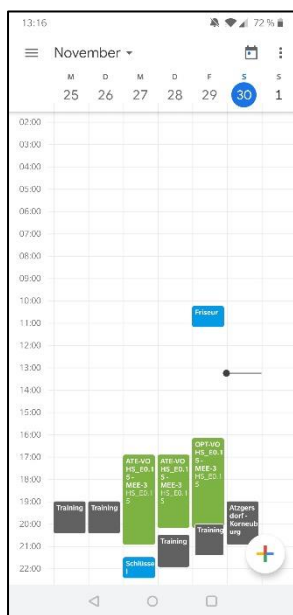 13:16 72 %
November
M D M D F S S
25 26 27 28 29 30 1
02:00
03:00
04:00
05:00
06:00
07:00
08:00
09:00
10:00
Friseur
11:00
12:00
13:00
14:00
15:00
16:00
OPT-VO
HS_E0.1
5 -
MEE-3
HS_E0.1
5
17:00
ATE-VO
HS_E0.1
5 -
MEE-3
HS_E0.1
5
ATE-VO
HS_E0.1
5 -
MEE-3
HS_E0.1
5
18:00
19:00
Training
Training
Atzgers
dorf -
Korneub
urg
20:00
Training
Training
21:00
Schlüsse
l
22:00